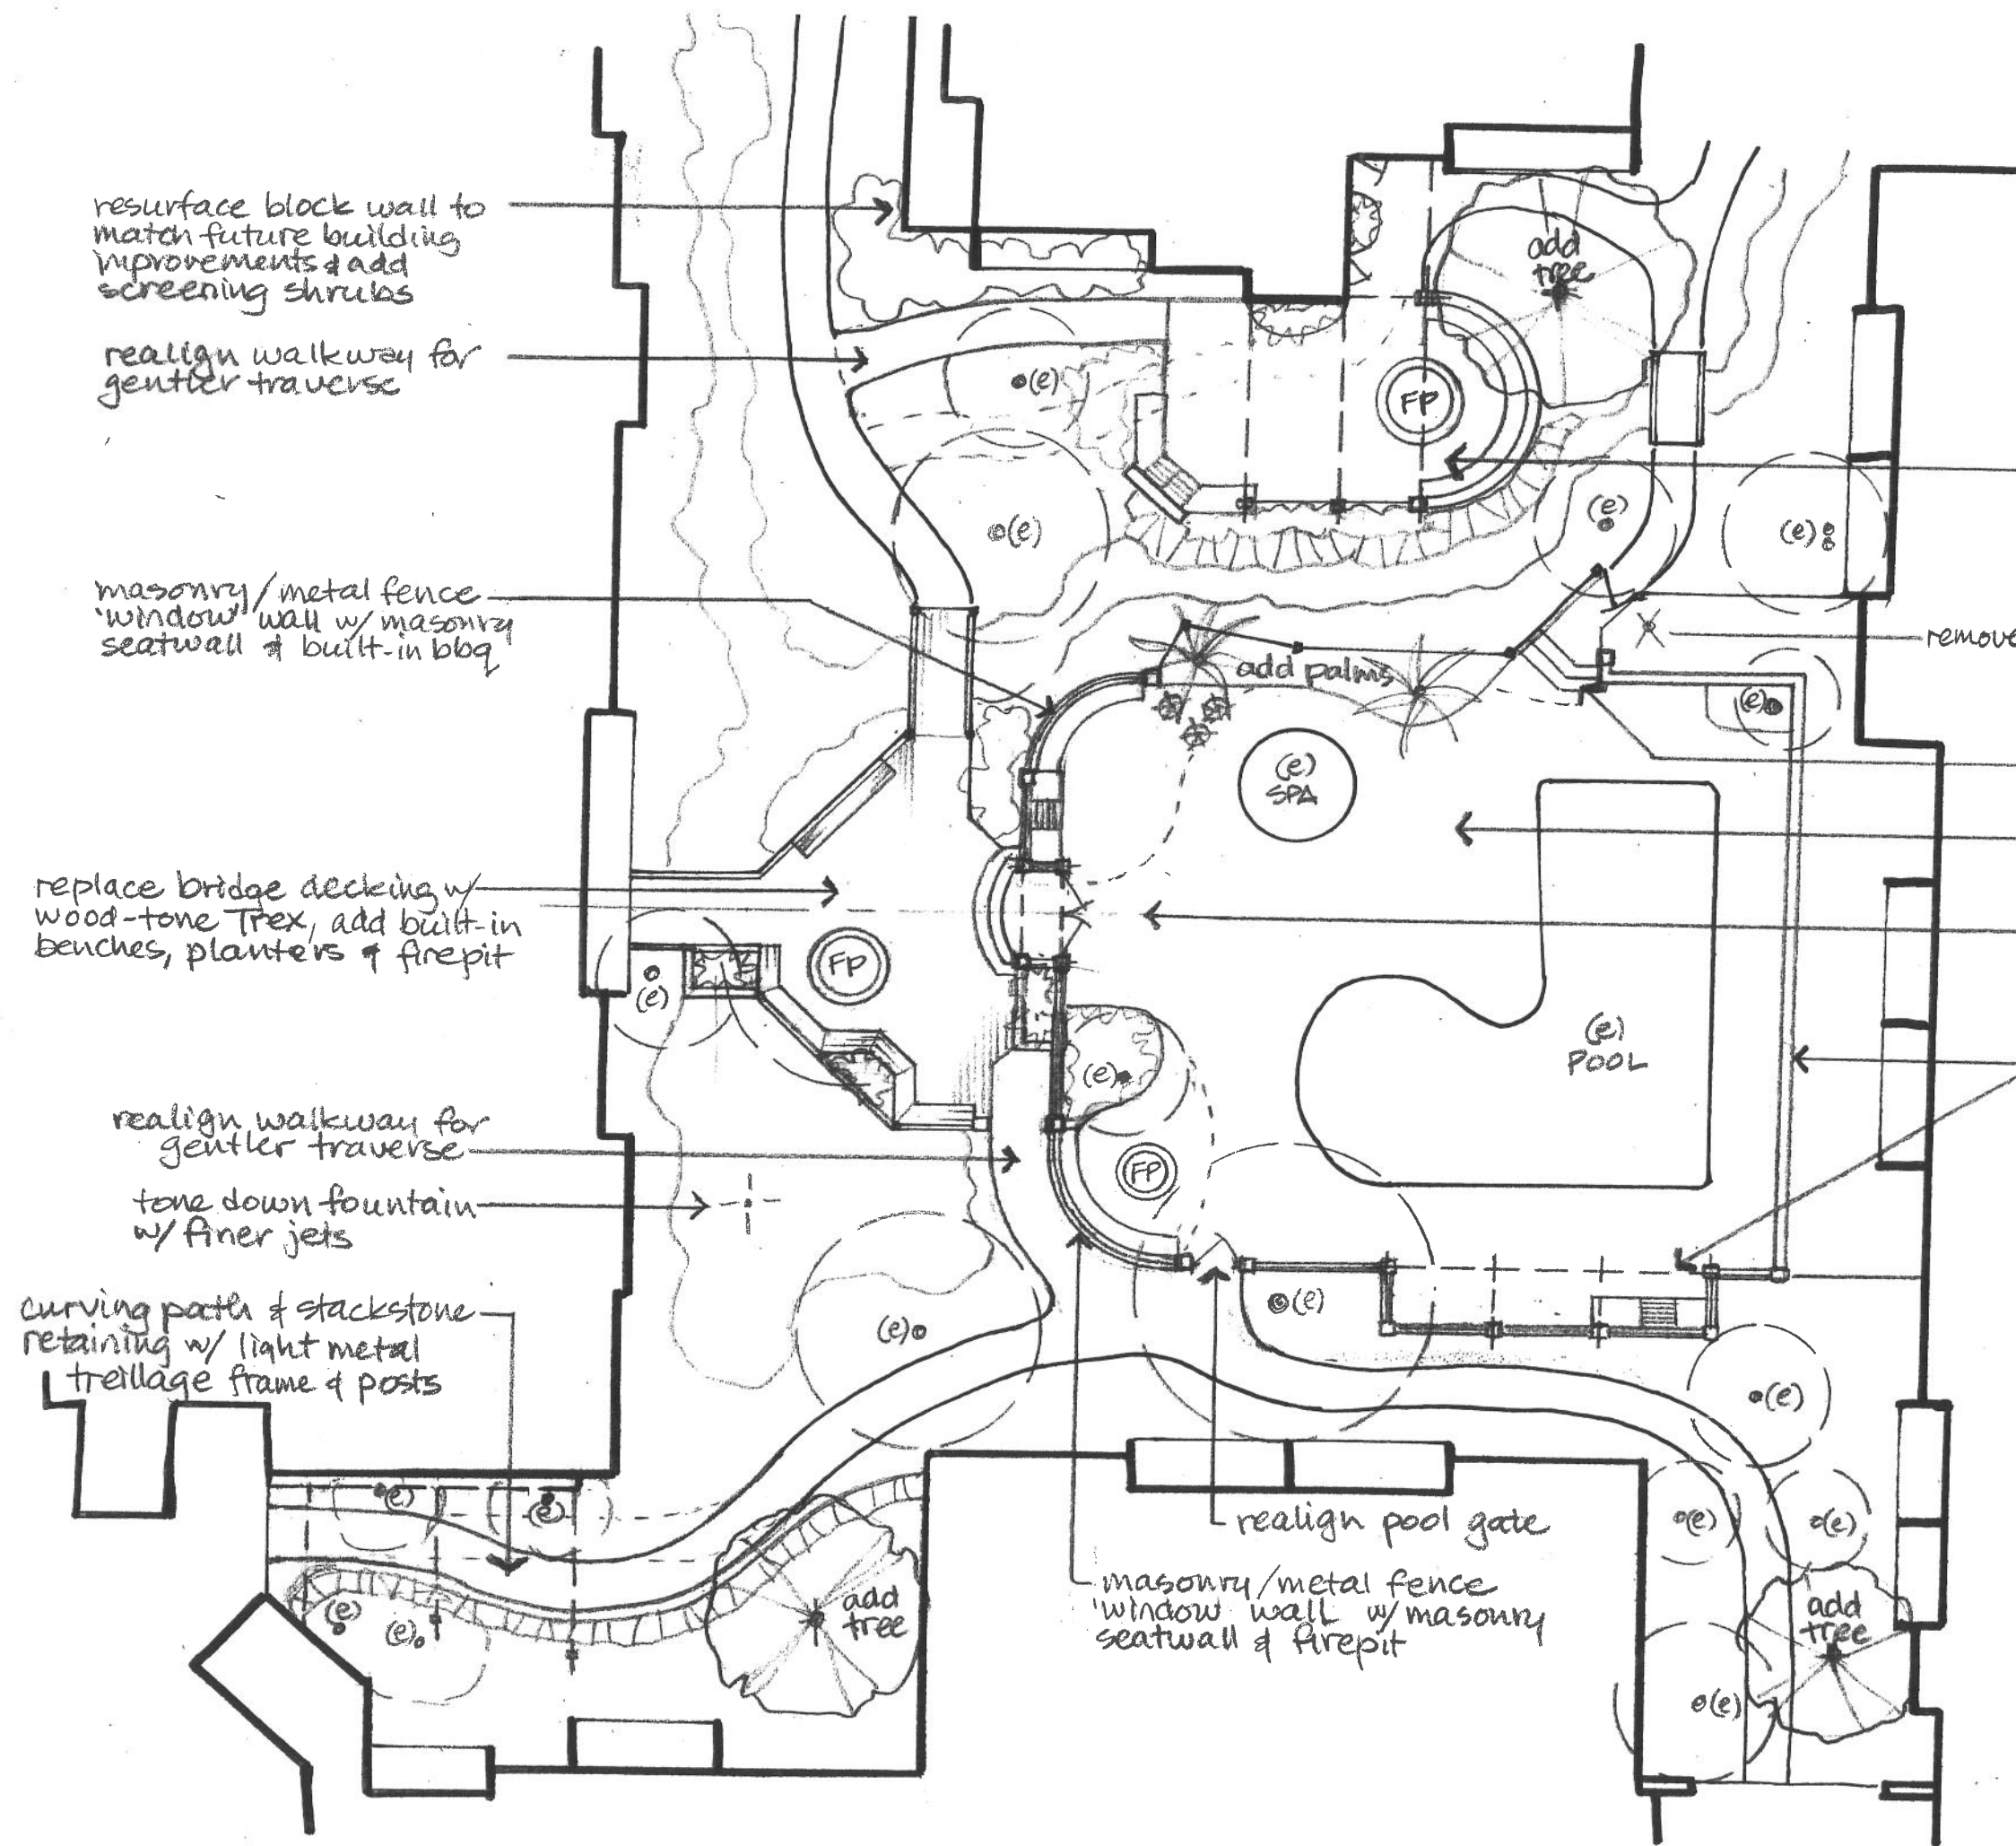 resurface block wall to
match future building
improvements & add
screening shrubs
realign walkway for
gentler traverse
masonry/metal fence
'window' wall w/ masonry
seatwall & built-in bbq
replace bridge decking w/
wood-tone Trex, add built-in
benches, planters & firepit
realign walkway for
gentler traverse
tone down fountain
w/ finer jets
curving path & stackstone
retaining w/ light metal
treillage frame & posts
add
tree
(e)
FP
(e)
(e)
(e)
remove
add palms
(e)
(e)
SPA
FP
(e)
(e)
(e)
POOL
FP
(e)
(e)
(e)
(e)
(e)
(e)
(e)
realign pool gate
masonry/metal fence
'window' wall w/ masonry
seatwall & firepit
add
tree
(e)
(e)
add
tree
(e)